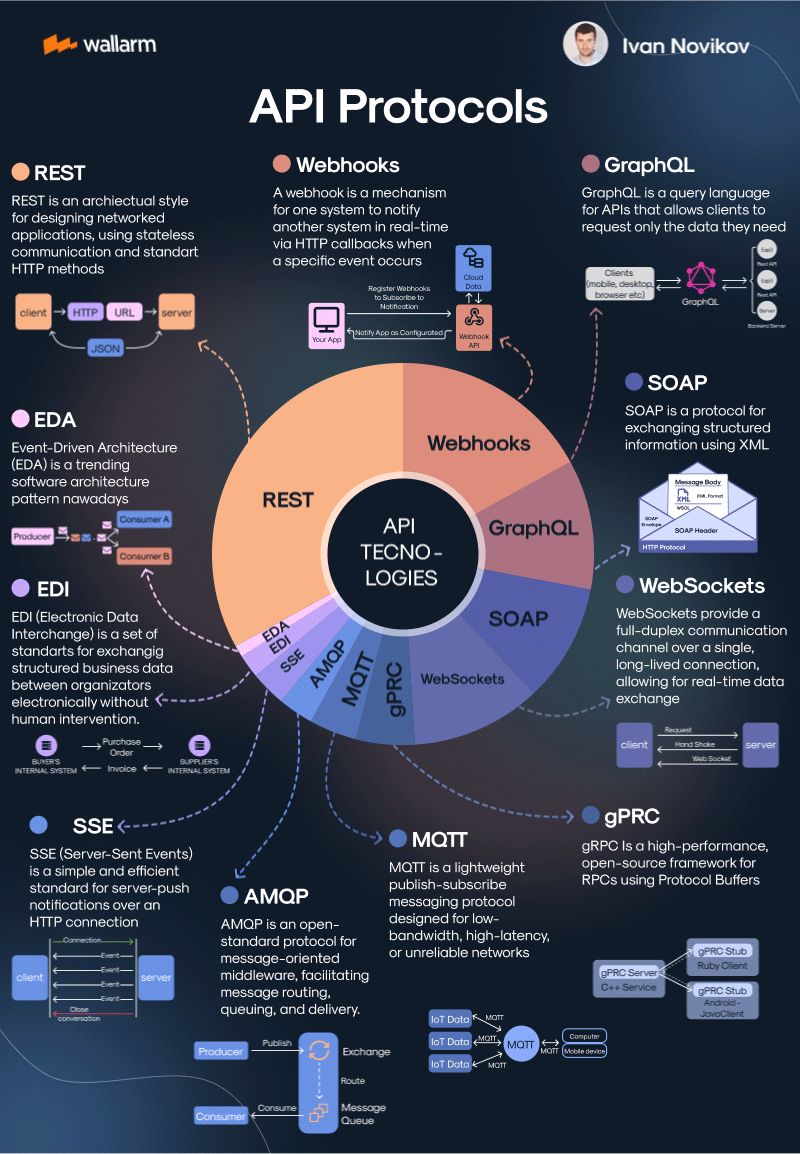 wallarm
Ivan Novikov
API Protocols
REST
REST is an archiectual style
for designing networked
applications, using stateless
communication and standart
HTTP methods
client
HTTP
URL
server
JSON
Webhooks
A webhook is a mechanism
for one system to notify
another system in real-time
via HTTP callbacks when
a specific event occurs
Cloud
Data
Register Webhooks
to Subscribe to
Notification
Your App
Notify App as Configurated
Webhook
API
GraphQL
GraphQL is a query language
for APIs that allows clients to
request only the data they need
Clients
(mobile, desktop,
browser etc)
GraphQL
Rest API
Rest API
Server
Backend Server
SOAP
SOAP is a protocol for
exchanging structured
information using XML
Message Body
XML
XML Format
WSDL
SOAP
Envelope
SOAP Header
HTTP Protocol
EDA
Event-Driven Architecture
(EDA) is a trending
software architecture
pattern nawadays
Producer
Consumer A
Consumer B
REST
Webhooks
GraphQL
SOAP
WebSockets
gPRC
MQTT
AMQP
SSE
EDI
EDA
API
TECNO-
LOGIES
EDI
EDI (Electronic Data
Interchange) is a set of
standarts for exchangig
structured business data
between organizators
electronically without
human intervention.
BUYER'S
INTERNAL SYSTEM
Purchase
Order
Invoice
SUPPLIER'S
INTERNAL SYSTEM
WebSockets
WebSockets provide a
full-duplex communication
channel over a single,
long-lived connection,
allowing for real-time data
exchange
client
Request
Hand Shake
Web Socket
server
SSE
SSE (Server-Sent Events)
is a simple and efficient
standard for server-push
notifications over an
HTTP connection
client
Connection
Event
Event
Event
Event
Close
conversation
server
AMQP
AMQP is an open-
standard protocol for
message-oriented
middleware, facilitating
message routing,
queuing, and delivery.
Producer
Publish
Exchange
Route
Consumer
Consume
Message
Queue
MQTT
MQTT is a lightweight
publish-subscribe
messaging protocol
designed for low-
bandwidth, high-latency,
or unreliable networks
IoT Data
IoT Data
IoT Data
MQTT
MQTT
MQTT
MQTT
MQTT
Computer
Mobile device
gPRC
gRPC Is a high-performance,
open-source framework for
RPCs using Protocol Buffers
gPRC Server
C++ Service
gPRC Stub
Ruby Client
gPRC Stub
Android -
JavaClient